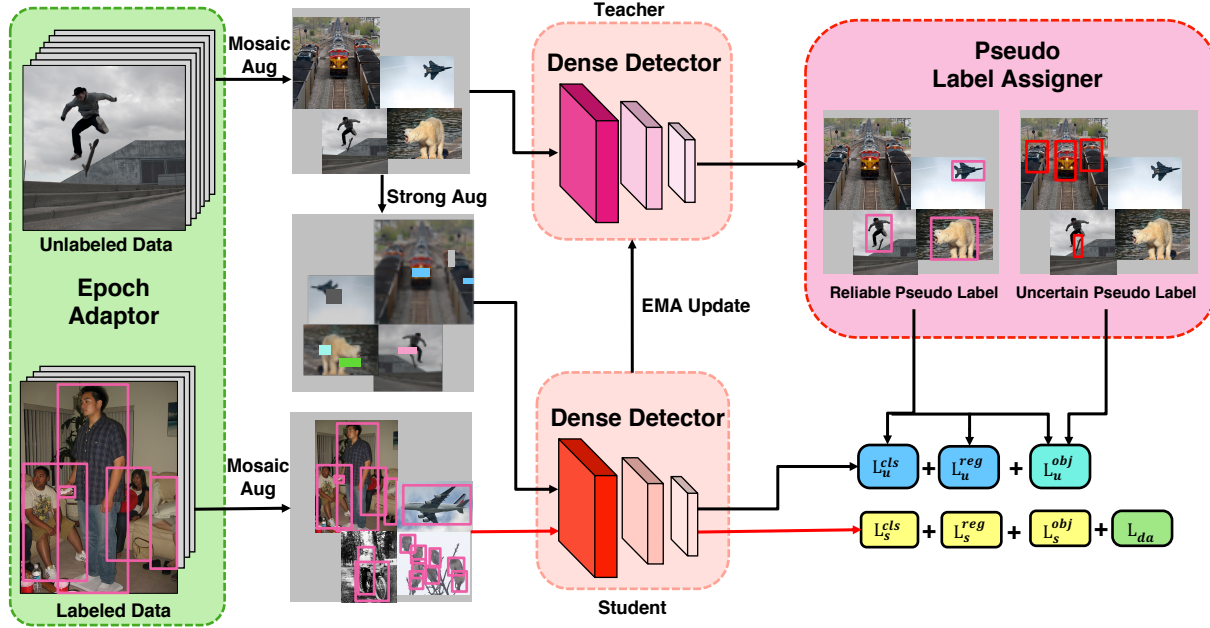 Teacher
Mosaic
Aug
Dense Detector
Pseudo
Label Assigner
Strong Aug
Unlabeled Data
Epoch
Adaptor
EMA Update
Reliable Pseudo Label
Uncertain Pseudo Label
Mosaic
Aug
Dense Detector
L_u^{cls} + L_u^{reg} + L_u^{obj}
L_s^{cls} + L_s^{reg} + L_s^{obj} + L_{da}
Labeled Data
Student